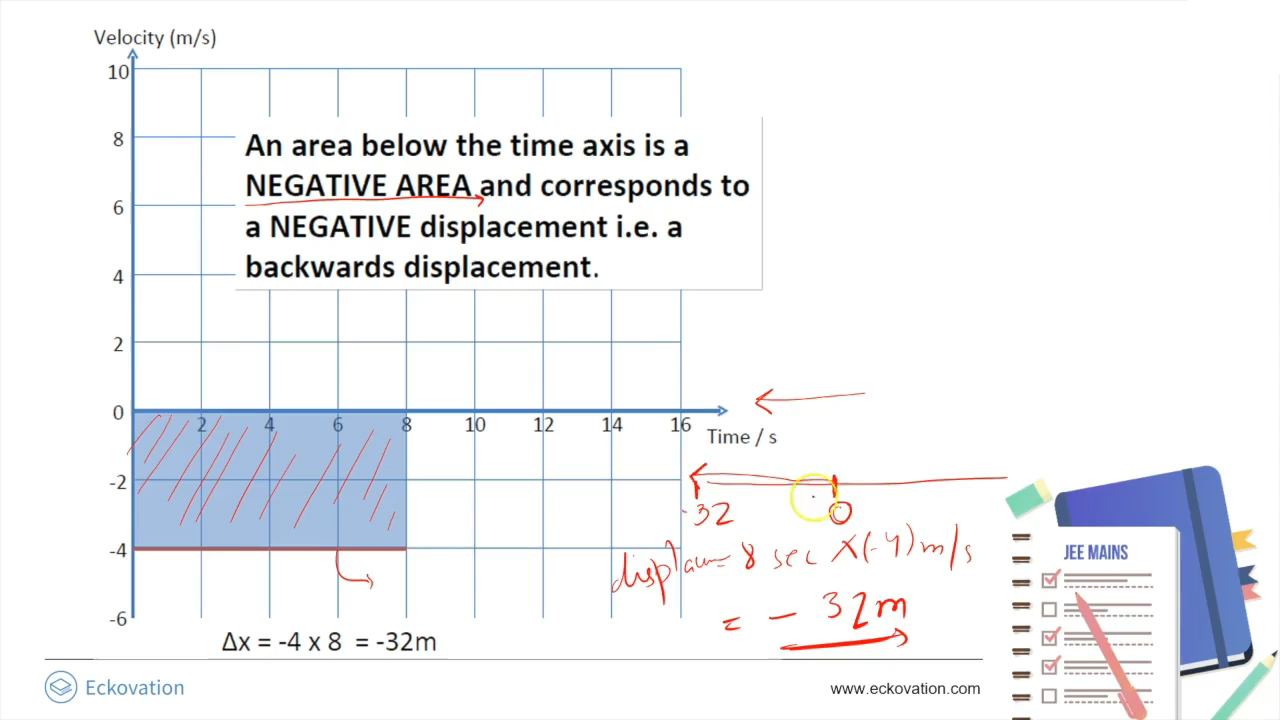 Velocity (m/s)
10
8
6
4
2
0
-2
-4
-6
An area below the time axis is a
NEGATIVE AREA and corresponds to
a NEGATIVE displacement i.e. a
backwards displacement.
2 4 6 8 10 12 14 16
Time / s
-32 0
8 sec X (-4) m/s
= - 32m
Δx = -4 x 8 = -32m
JEE MAINS
Eckovation
www.eckovation.com